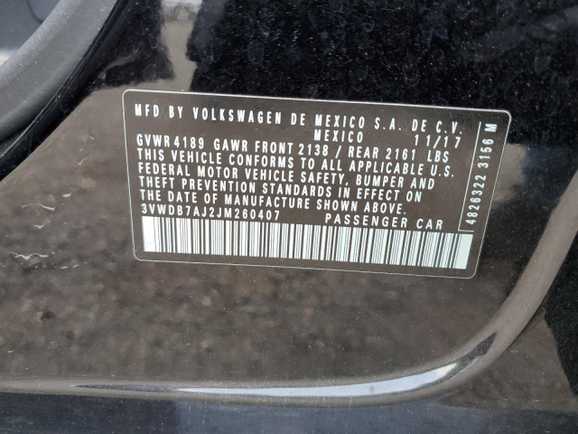 MFD BY VOLKSWAGEN DE MEXICO S.A. DE C.V.
MEXICO 11/17
GVWR 4189 GAWR FRONT 2138 / REAR 2161 LBS
THIS VEHICLE CONFORMS TO ALL APPLICABLE U.S.
FEDERAL MOTOR VEHICLE SAFETY, BUMPER AND
THEFT PREVENTION STANDARDS IN EFFECT ON
THE DATE OF MANUFACTURE SHOWN ABOVE.
3VWDB7AJ2JM260407 PASSENGER CAR
4826322 3156 M